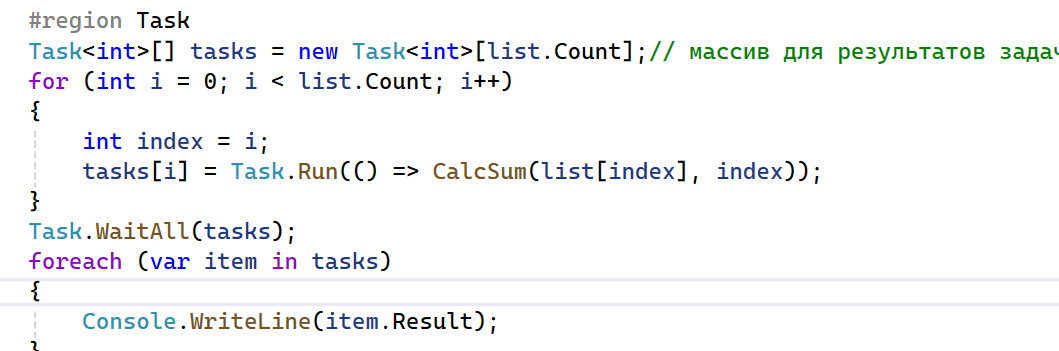 #region Task
Task<int>[] tasks = new Task<int>[list.Count];// массив для результатов
for (int i = 0; i < list.Count; i++)
{
int index = i;
tasks[i] = Task.Run(() => CalcSum(list[index], index));
}
Task.WaitAll(tasks);
foreach (var item in tasks)
{
Console.WriteLine(item.Result);
}